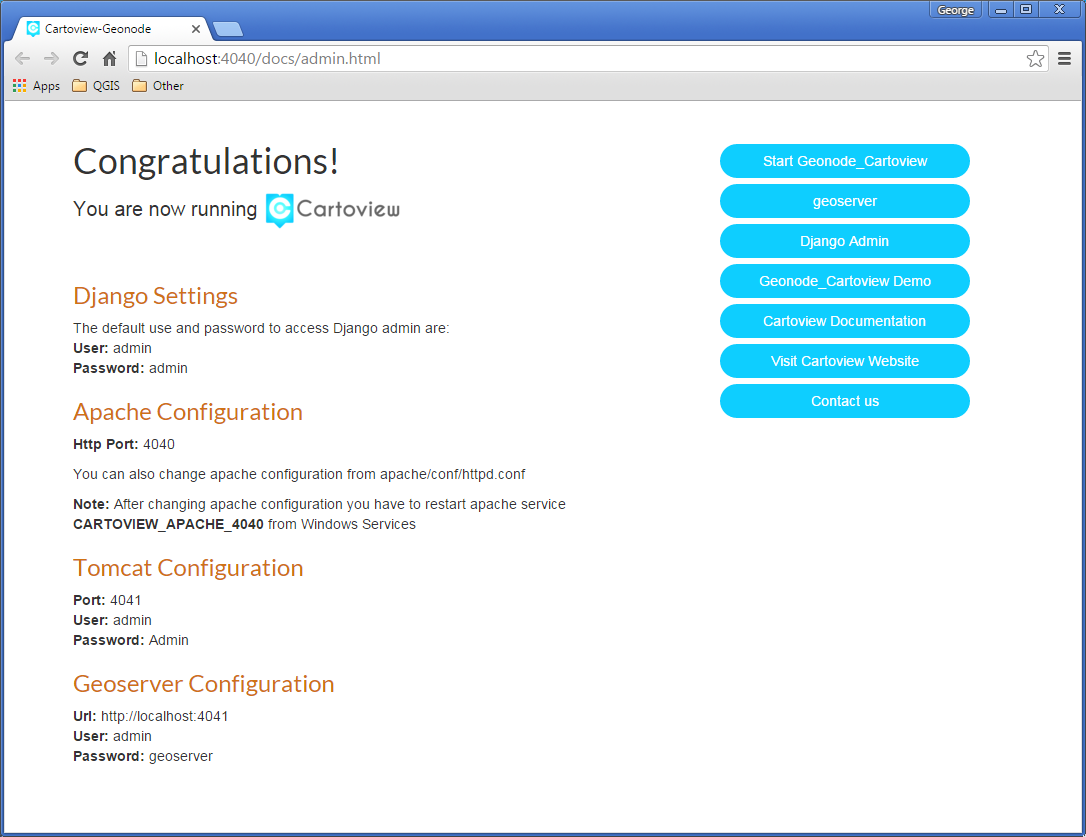 George
Cartoview-Geonode
localhost:4040/docs/admin.html
Apps QGIS Other
Congratulations!
You are now running Cartoview
Django Settings
The default use and password to access Django admin are:
User: admin
Password: admin
Apache Configuration
Http Port: 4040
You can also change apache configuration from apache/conf/httpd.conf
Note: After changing apache configuration you have to restart apache service
CARTOVIEW_APACHE_4040 from Windows Services
Tomcat Configuration
Port: 4041
User: admin
Password: Admin
Geoserver Configuration
Url: http://localhost:4041
User: admin
Password: geoserver
Start Geonode_Cartoview
geoserver
Django Admin
Geonode_Cartoview Demo
Cartoview Documentation
Visit Cartoview Website
Contact us